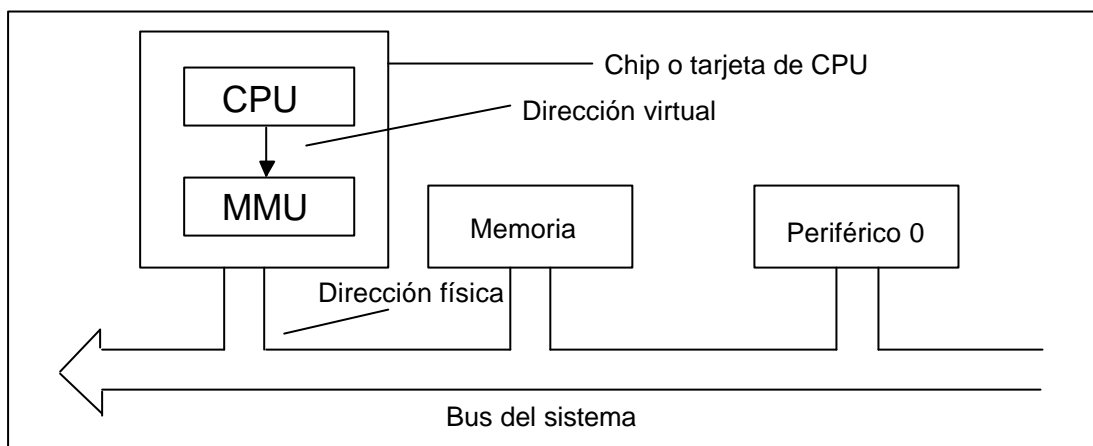 Chip o tarjeta de CPU
CPU
Dirección virtual
MMU
Memoria
Periférico 0
Dirección física
Bus del sistema